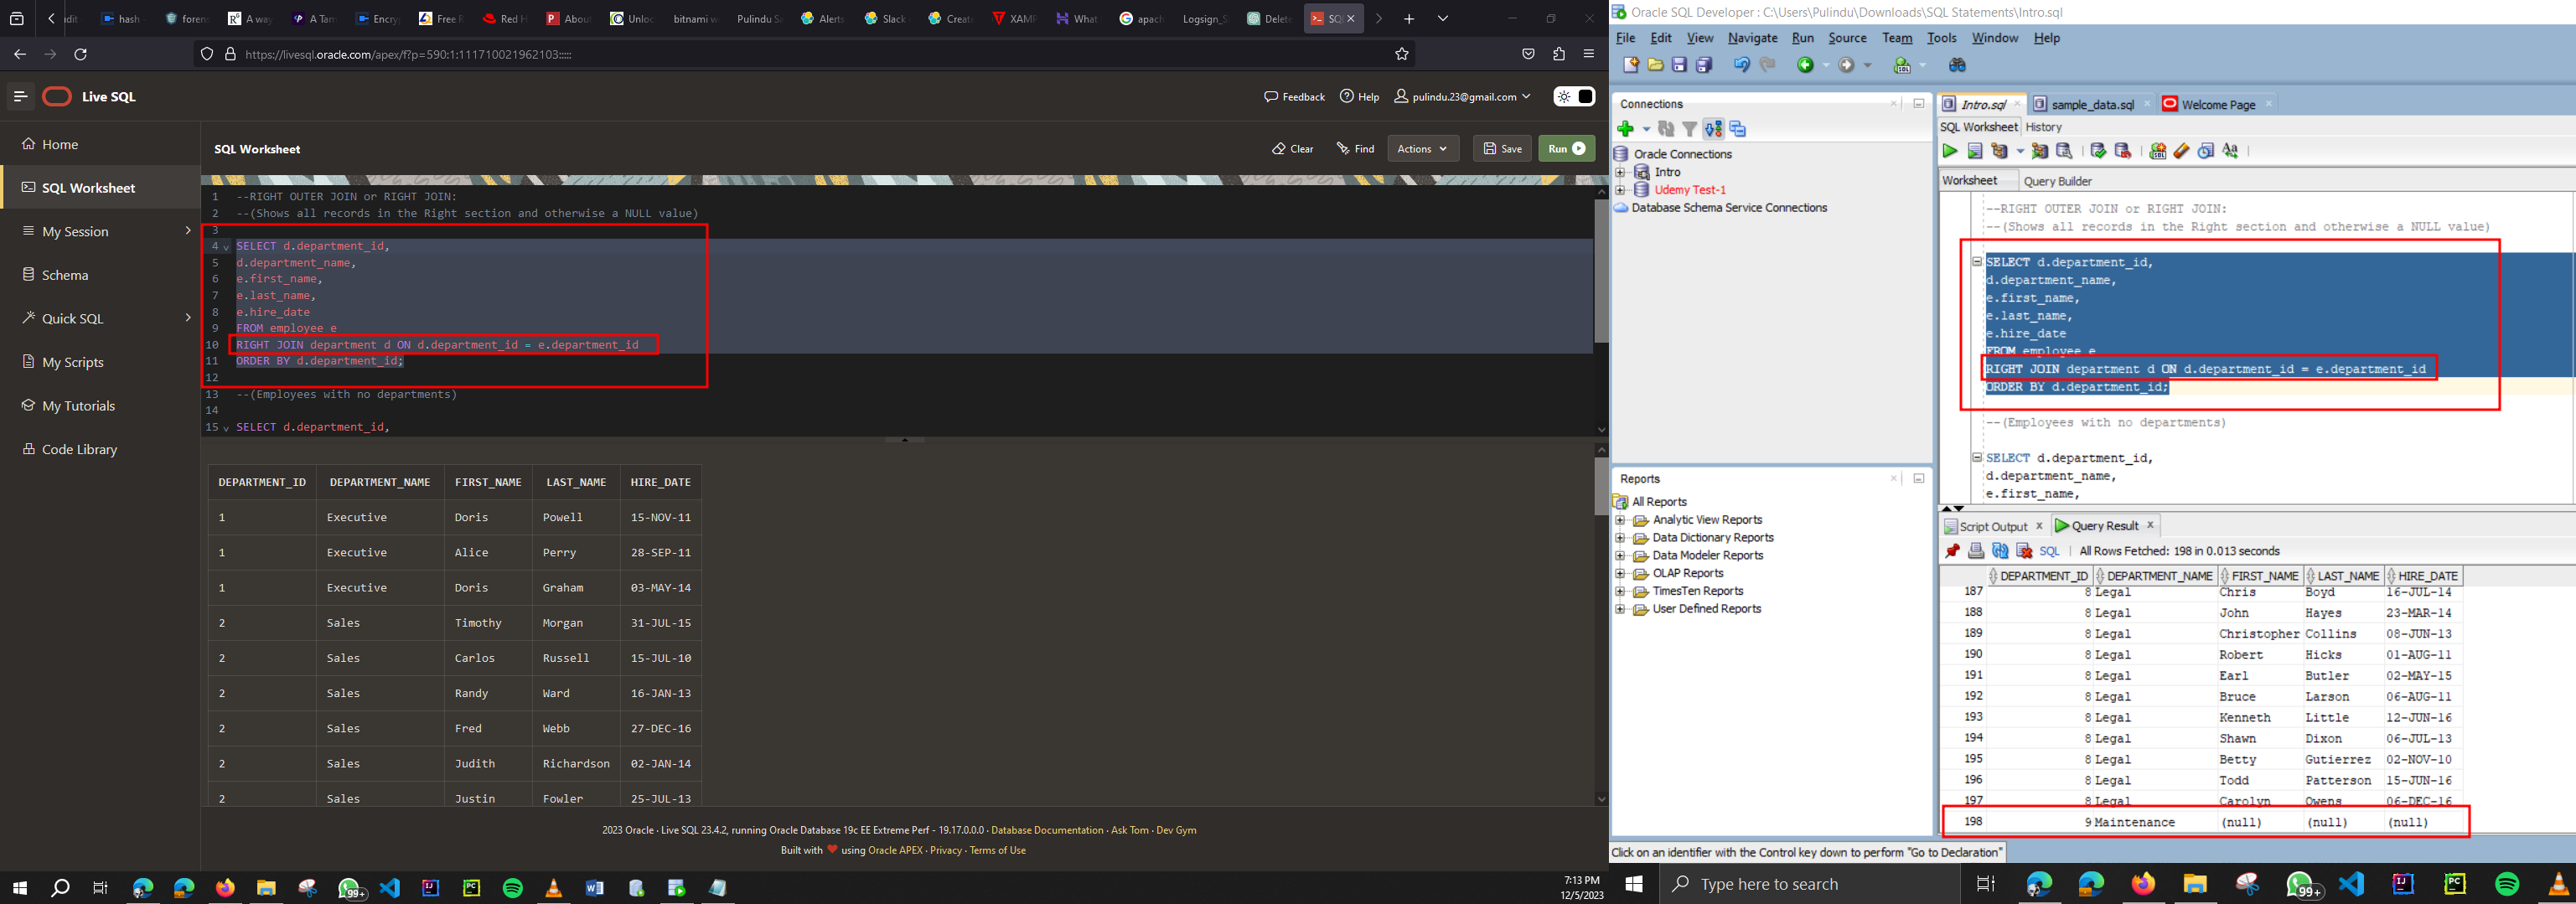 udit
hash
forens
A way
A Tam
Encry
Free R
Red H
About
Unloc
bitnami w
Pulindu Sa
Alerts
Slack
Create
XAMP
What
apach
Logsign_S
Delete
SQ
https://livesql.oracle.com/apex/f?p=590:1:111710021962103:::::
Live SQL
Feedback
Help
pulindu.23@gmail.com
Home
SQL Worksheet
My Session
Schema
Quick SQL
My Scripts
My Tutorials
Code Library
SQL Worksheet
Clear
Find
Actions
Save
Run
1 --RIGHT OUTER JOIN or RIGHT JOIN:
2 --(Shows all records in the Right section and otherwise a NULL value)
3
4 SELECT d.department_id,
5 d.department_name,
6 e.first_name,
7 e.last_name,
8 e.hire_date
9 FROM employee e
10 RIGHT JOIN department d ON d.department_id = e.department_id
11 ORDER BY d.department_id;
12
13 --(Employees with no departments)
14
15 SELECT d.department_id,
DEPARTMENT_ID DEPARTMENT_NAME FIRST_NAME LAST_NAME HIRE_DATE
1 Executive Doris Powell 15-NOV-11
1 Executive Alice Perry 28-SEP-11
1 Executive Doris Graham 03-MAY-14
2 Sales Timothy Morgan 31-JUL-15
2 Sales Carlos Russell 15-JUL-10
2 Sales Randy Ward 16-JAN-13
2 Sales Fred Webb 27-DEC-16
2 Sales Judith Richardson 02-JAN-14
2 Sales Justin Fowler 25-JUL-13
2023 Oracle · Live SQL 23.4.2, running Oracle Database 19c EE Extreme Perf - 19.17.0.0.0 · Database Documentation · Ask Tom · Dev Gym
Built with ❤ using Oracle APEX · Privacy · Terms of Use
99+
7:13 PM
12/5/2023
Oracle SQL Developer : C:\Users\Pulindu\Downloads\SQL Statements\Intro.sql
File Edit View Navigate Run Source Team Tools Window Help
Connections
Oracle Connections
Intro
Udemy Test-1
Database Schema Service Connections
Reports
All Reports
Analytic View Reports
Data Dictionary Reports
Data Modeler Reports
OLAP Reports
TimesTen Reports
User Defined Reports
Intro.sql
sample_data.sql
Welcome Page
SQL Worksheet History
Worksheet Query Builder
--RIGHT OUTER JOIN or RIGHT JOIN:
--(Shows all records in the Right section and otherwise a NULL value)
SELECT d.department_id,
d.department_name,
e.first_name,
e.last_name,
e.hire_date
FROM employee e
RIGHT JOIN department d ON d.department_id = e.department_id
ORDER BY d.department_id;
--(Employees with no departments)
SELECT d.department_id,
d.department_name,
e.first_name,
Script Output
Query Result
SQL | All Rows Fetched: 198 in 0.013 seconds
DEPARTMENT_ID DEPARTMENT_NAME FIRST_NAME LAST_NAME HIRE_DATE
187 8 Legal Chris Boyd 16-JUL-14
188 8 Legal John Hayes 23-MAR-14
189 8 Legal Christopher Collins 08-JUN-13
190 8 Legal Robert Hicks 01-AUG-11
191 8 Legal Earl Butler 02-MAY-15
192 8 Legal Bruce Larson 06-AUG-11
193 8 Legal Kenneth Little 12-JUN-16
194 8 Legal Shawn Dixon 06-JUL-13
195 8 Legal Betty Gutierrez 02-NOV-10
196 8 Legal Todd Patterson 15-JUN-16
197 8 Legal Carolyn Owens 06-DEC-16
198 9 Maintenance (null) (null) (null)
Click on an identifier with the Control key down to perform "Go to Declaration"
Type here to search
99+